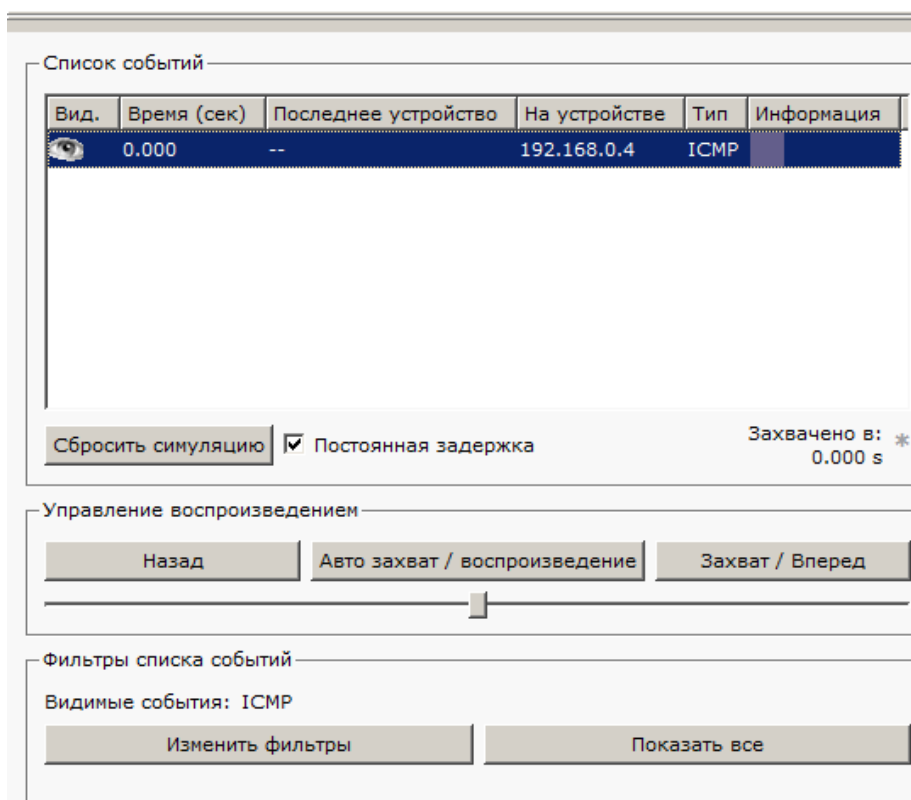 Список событий
Вид. Время (сек) Последнее устройство На устройстве Тип Информация
0.000 -- 192.168.0.4 ICMP
Сбросить симуляцию Постоянная задержка Захвачено в: *
0.000 s
Управление воспроизведением
Назад Авто захват / воспроизведение Захват / Вперед
Фильтры списка событий
Видимые события: ICMP
Изменить фильтры Показать все